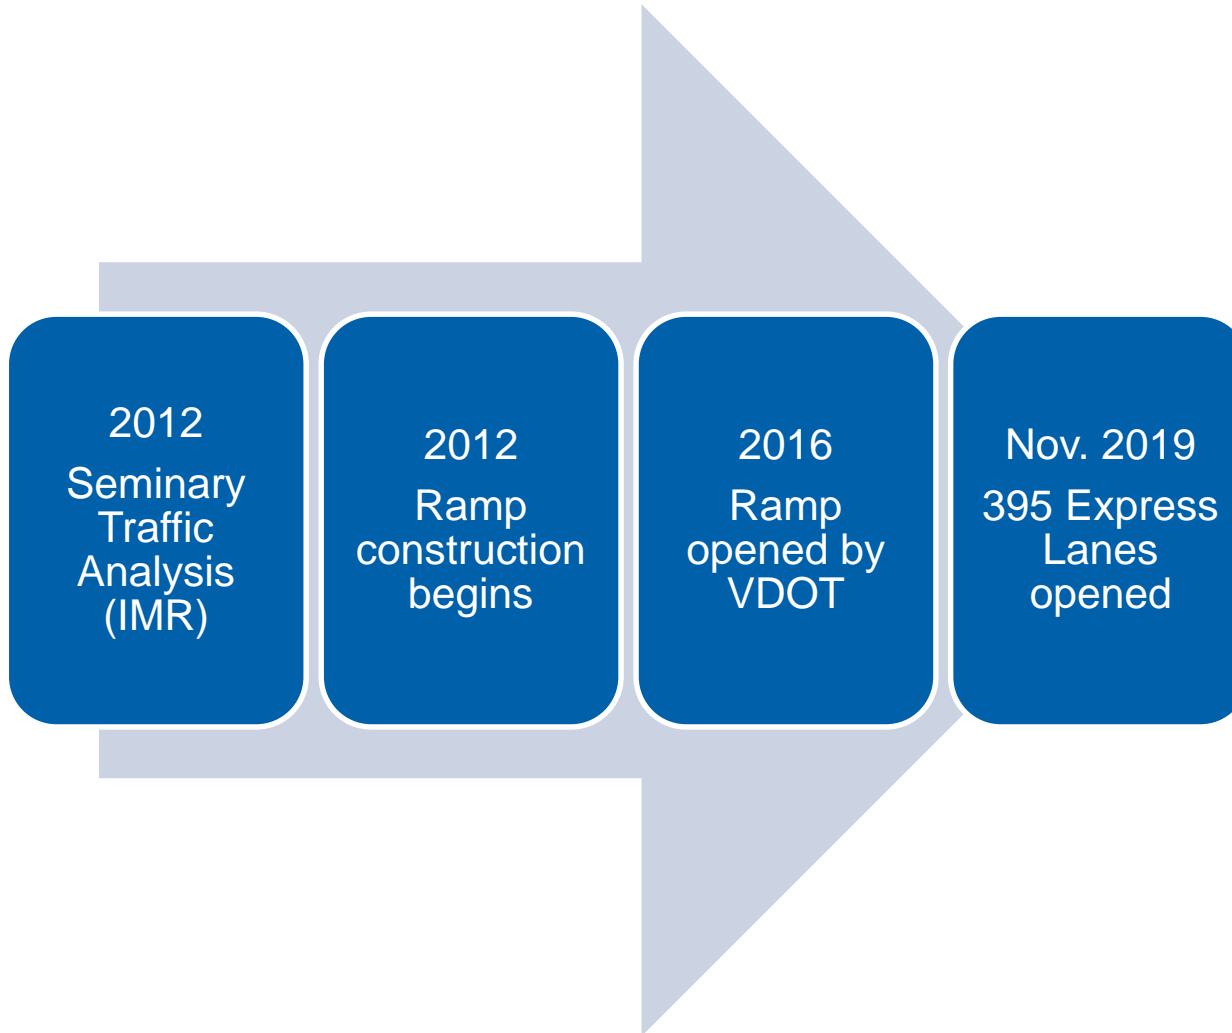 2012
Seminary
Traffic
Analysis
(IMR)
2012
Ramp
construction
begins
2016
Ramp
opened by
VDOT
Nov. 2019
395 Express
Lanes
opened